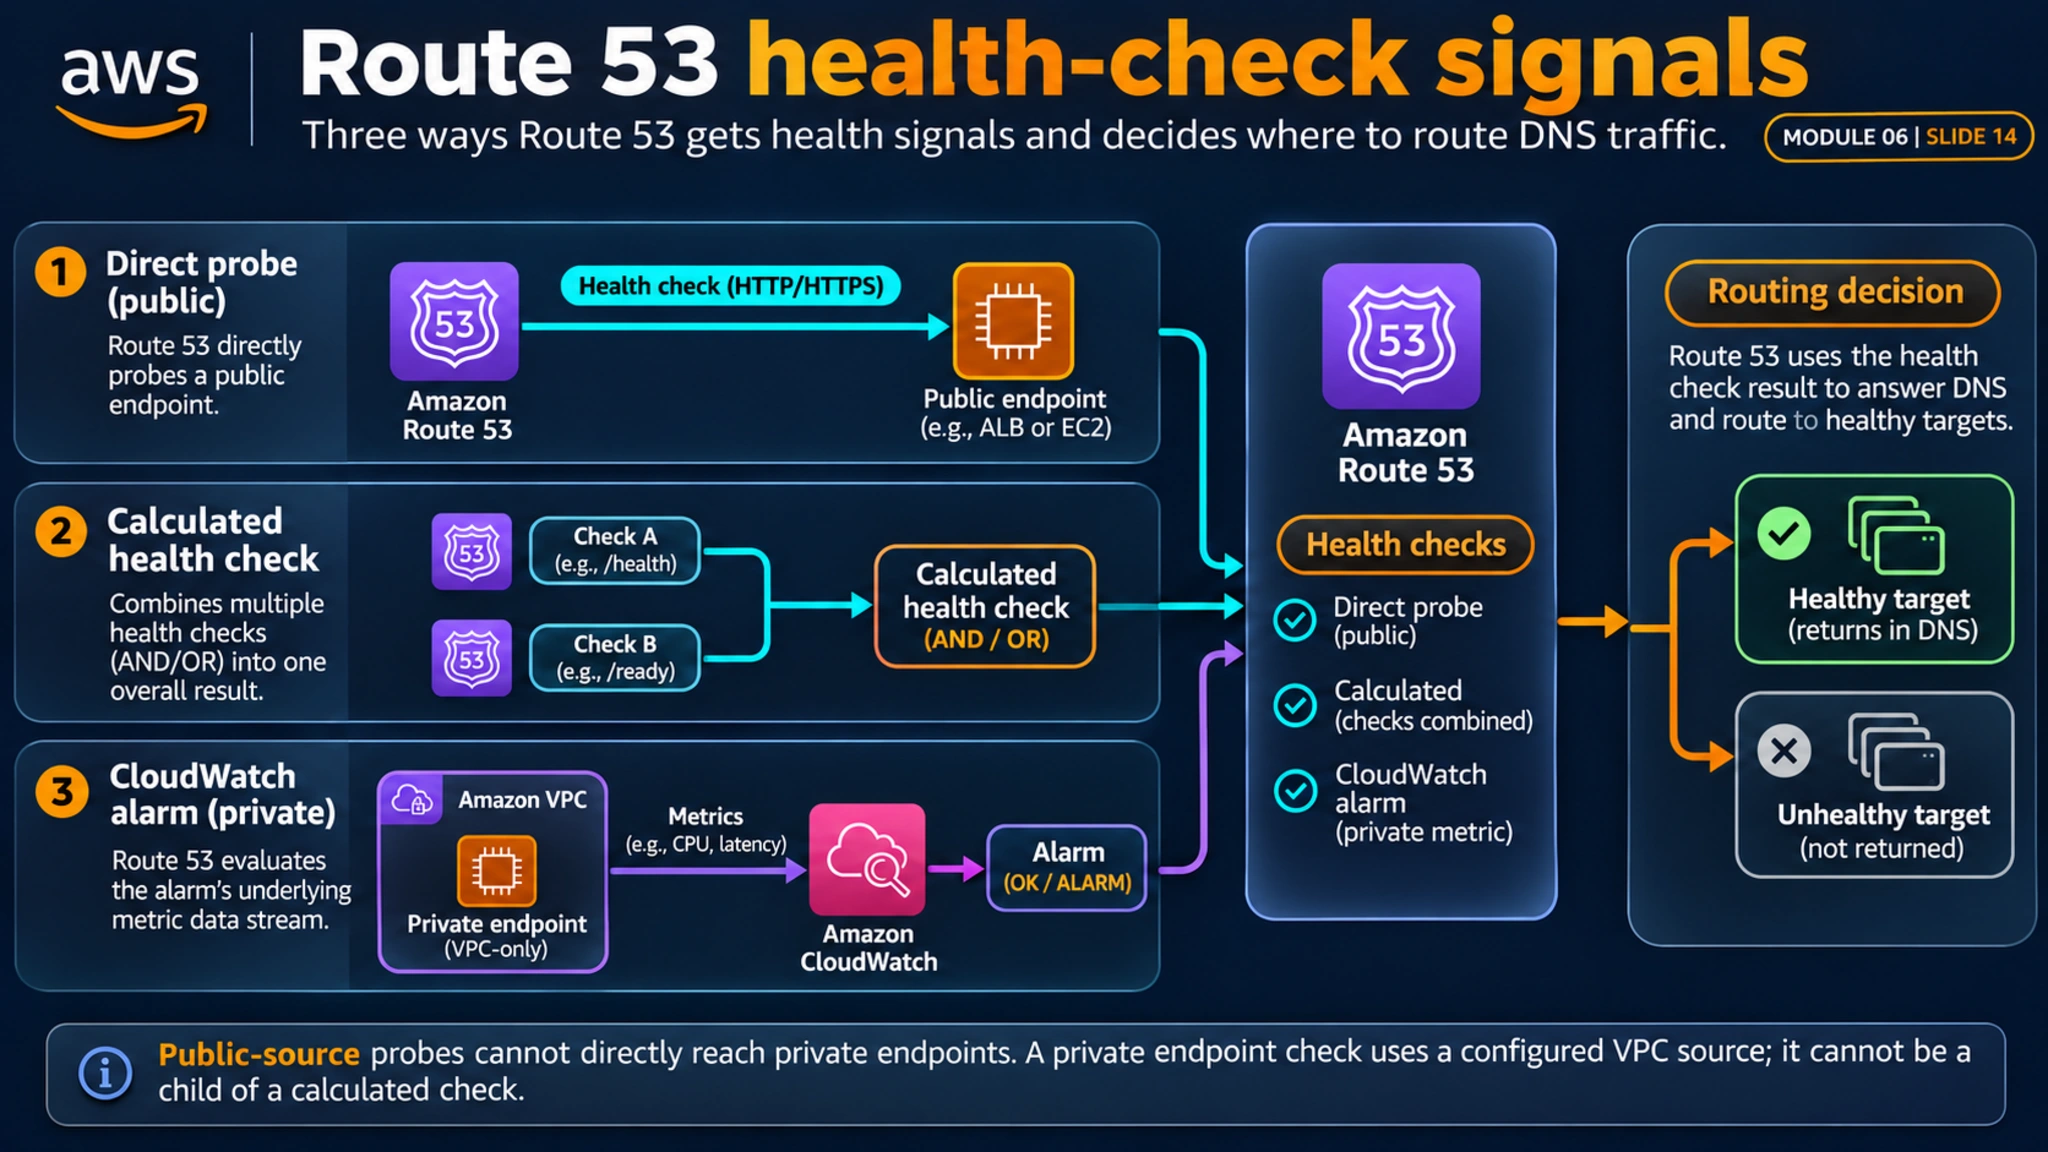 aws
Route 53 health-check signals
Three ways Route 53 gets health signals and decides where to route DNS traffic.
MODULE 06 | SLIDE 14
1
Direct probe
(public)
Route 53 directly
probes a public
endpoint.
53
Amazon
Route 53
Health check (HTTP/HTTPS)
Public endpoint
(e.g., ALB or EC2)
2
Calculated
health check
Combines multiple
health checks
(AND/OR) into one
overall result.
53
Check A
(e.g., /health)
53
Check B
(e.g., /ready)
Calculated
health check
(AND / OR)
3
CloudWatch
alarm (private)
Route 53 evaluates
the alarm's underlying
metric data stream.
Amazon VPC
Private endpoint
(VPC-only)
Metrics
(e.g., CPU, latency)
Amazon
CloudWatch
Alarm
(OK / ALARM)
53
Amazon
Route 53
Health checks
Direct probe
(public)
Calculated
(checks combined)
CloudWatch
alarm
(private metric)
Routing decision
Route 53 uses the health
check result to answer DNS
and route to healthy targets.
Healthy target
(returns in DNS)
Unhealthy target
(not returned)
Public-source probes cannot directly reach private endpoints. A private endpoint check uses a configured VPC source; it cannot be a
child of a calculated check.